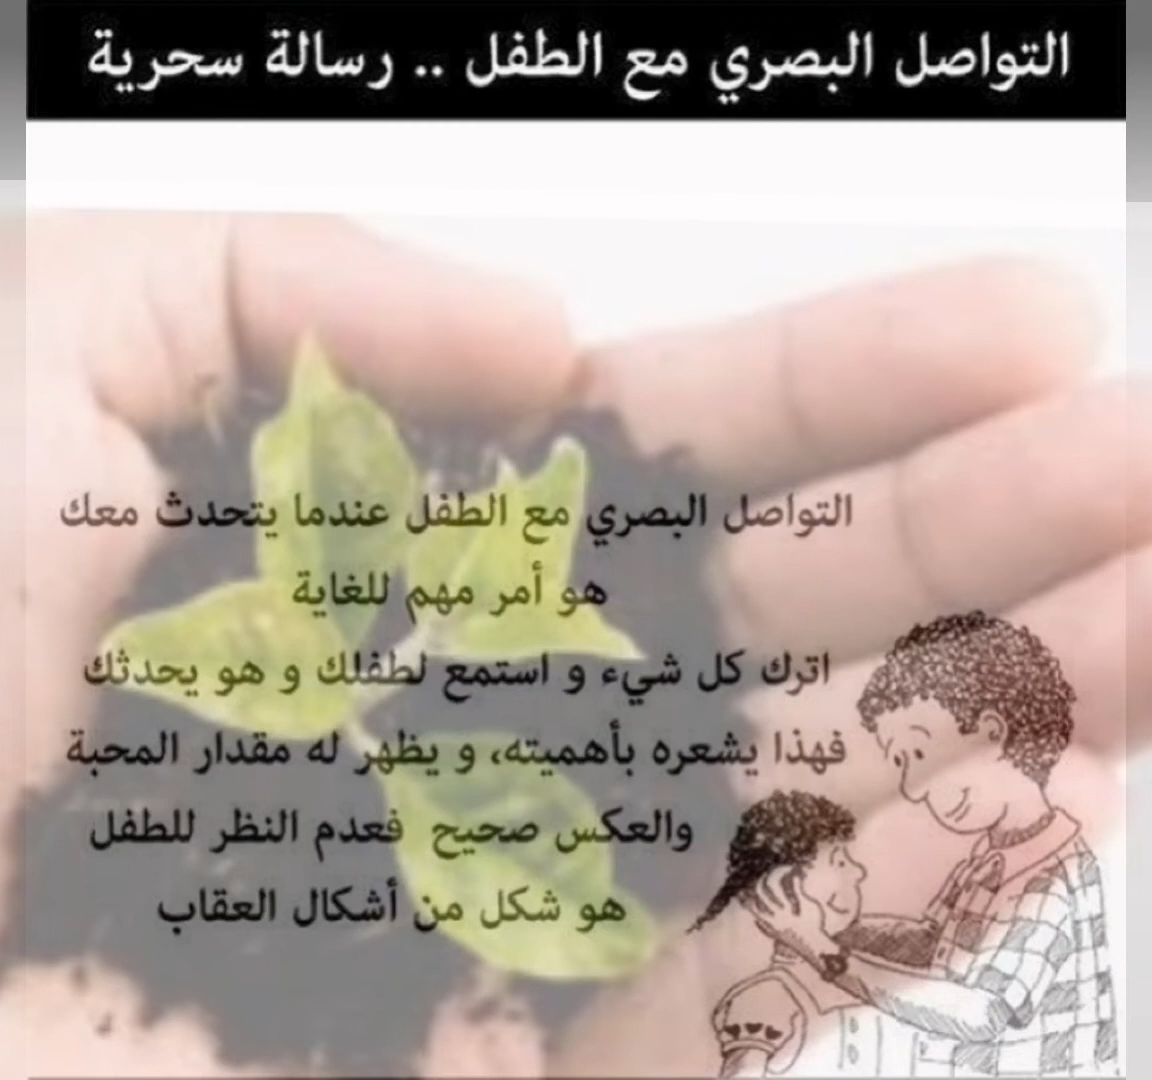 التواصل البصري مع الطفل .. رسالة سحرية
التواصل البصري مع الطفل عندما يتحدث معك
هو أمر مهم للغاية
اترك كل شيء و استمع لطفلك و هو يحدثك
فهذا يشعره بأهميته، و يظهر له مقدار المحبة
والعكس صحيح فعدم النظر للطفل
هو شكل من أشكال العقاب